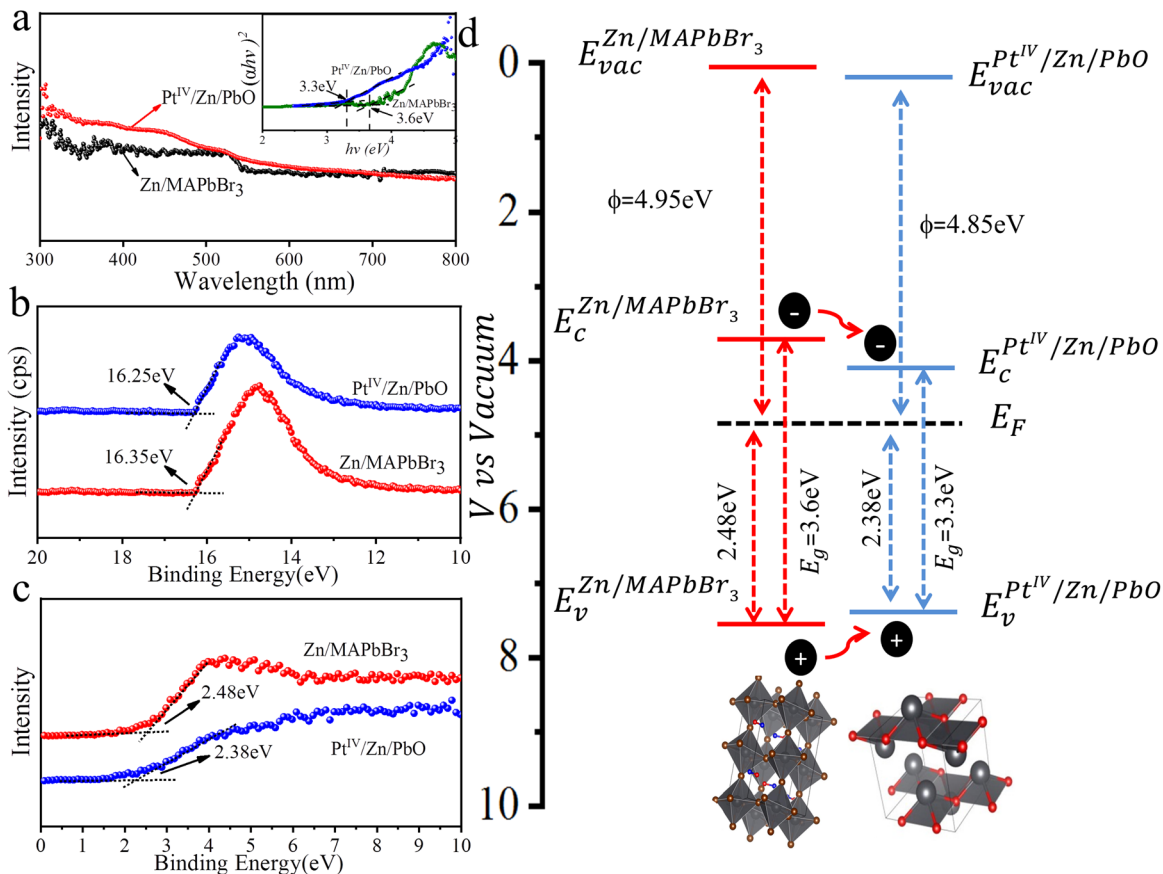 a
Intensity
Pt^IV/Zn/PbO
Zn/MAPbBr₃
300 400 500 600 700 800
Wavelength (nm)
(αhν )²
Pt^IV/Zn/PbO
3.3eV
Zn/MAPbBr₃
3.6eV
2 3 4 5
hν (eV)
b
Intensity (cps)
16.25eV
Pt^IV/Zn/PbO
16.35eV
Zn/MAPbBr₃
20 18 16 14 12 10
Binding Energy(eV)
c
Intensity
Zn/MAPbBr₃
2.48eV
2.38eV
Pt^IV/Zn/PbO
0 1 2 3 4 5 6 7 8 9 10
Binding Energy(eV)
d
V vs Vacuum
0
2
4
6
8
10
E_vac^Zn/MAPbBr₃
E_vac^Pt^IV/Zn/PbO
ϕ=4.95eV
ϕ=4.85eV
E_c^Zn/MAPbBr₃
-
-
E_c^Pt^IV/Zn/PbO
E_F
2.48eV
E_g=3.6eV
2.38eV
E_g=3.3eV
E_v^Zn/MAPbBr₃
E_v^Pt^IV/Zn/PbO
+
+